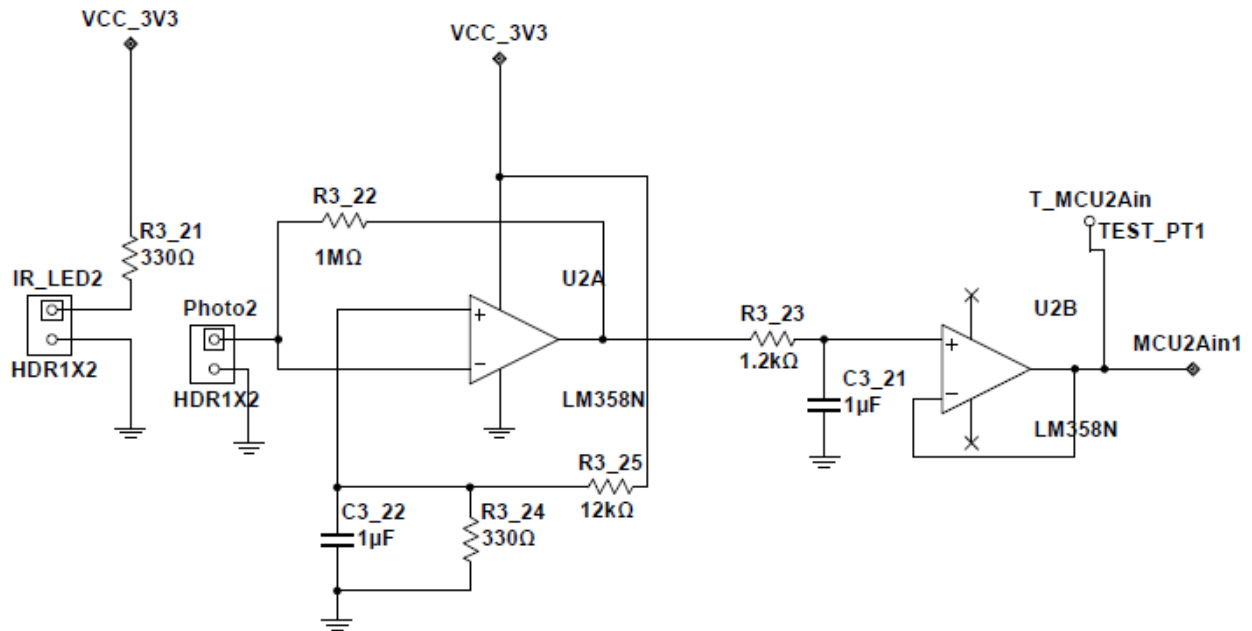 VCC_3V3
VCC_3V3
R3_21
330Ω
IR_LED2
HDR1X2
Photo2
HDR1X2
R3_22
1MΩ
+
−
U2A
LM358N
R3_25
12kΩ
C3_22
1µF
R3_24
330Ω
R3_23
1.2kΩ
C3_21
1µF
+
−
U2B
LM358N
T_MCU2Ain
TEST_PT1
MCU2Ain1